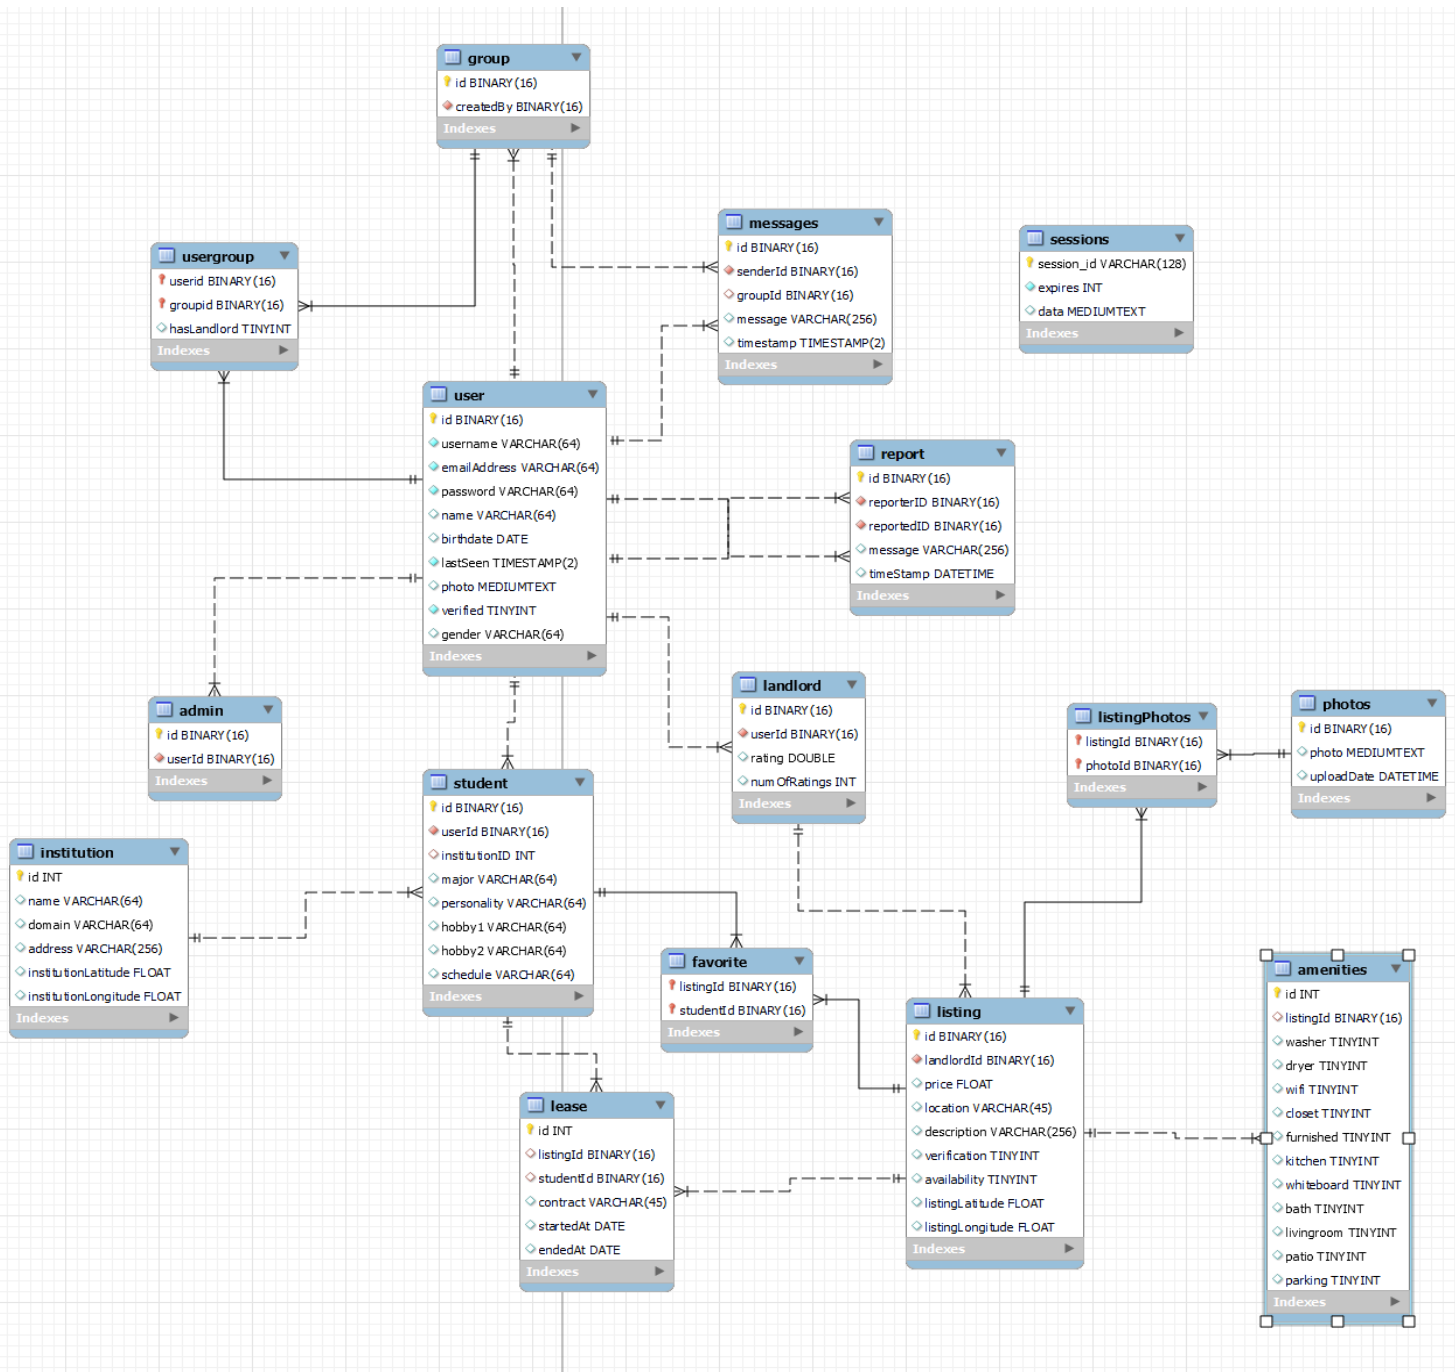 group
id BINARY(16)
createdBy BINARY(16)
Indexes
messages
id BINARY(16)
senderId BINARY(16)
groupId BINARY(16)
message VARCHAR(256)
timestamp TIMESTAMP(2)
Indexes
sessions
session_id VARCHAR(128)
expires INT
data MEDIUMTEXT
Indexes
usergroup
userid BINARY(16)
groupid BINARY(16)
hasLandlord TINYINT
Indexes
user
id BINARY(16)
username VARCHAR(64)
emailAddress VARCHAR(64)
password VARCHAR(64)
name VARCHAR(64)
birthdate DATE
lastSeen TIMESTAMP(2)
photo MEDIUMTEXT
verified TINYINT
gender VARCHAR(64)
Indexes
report
id BINARY(16)
reporterID BINARY(16)
reportedID BINARY(16)
message VARCHAR(256)
timeStamp DATETIME
Indexes
admin
id BINARY(16)
userId BINARY(16)
Indexes
landlord
id BINARY(16)
userId BINARY(16)
rating DOUBLE
numOfRatings INT
Indexes
listingPhotos
listingId BINARY(16)
photoId BINARY(16)
Indexes
photos
id BINARY(16)
photo MEDIUMTEXT
uploadDate DATETIME
Indexes
student
id BINARY(16)
userId BINARY(16)
institutionID INT
major VARCHAR(64)
personality VARCHAR(64)
hobby1 VARCHAR(64)
hobby2 VARCHAR(64)
schedule VARCHAR(64)
Indexes
institution
id INT
name VARCHAR(64)
domain VARCHAR(64)
address VARCHAR(256)
institutionLatitude FLOAT
institutionLongitude FLOAT
Indexes
favorite
listingId BINARY(16)
studentId BINARY(16)
Indexes
listing
id BINARY(16)
landlordId BINARY(16)
price FLOAT
location VARCHAR(45)
description VARCHAR(256)
verification TINYINT
availability TINYINT
listingLatitude FLOAT
listingLongitude FLOAT
Indexes
amenities
id INT
listingId BINARY(16)
washer TINYINT
dryer TINYINT
wifi TINYINT
closet TINYINT
furnished TINYINT
kitchen TINYINT
whiteboard TINYINT
bath TINYINT
livingroom TINYINT
patio TINYINT
parking TINYINT
Indexes
lease
id INT
listingId BINARY(16)
studentId BINARY(16)
contract VARCHAR(45)
startedAt DATE
endedAt DATE
Indexes